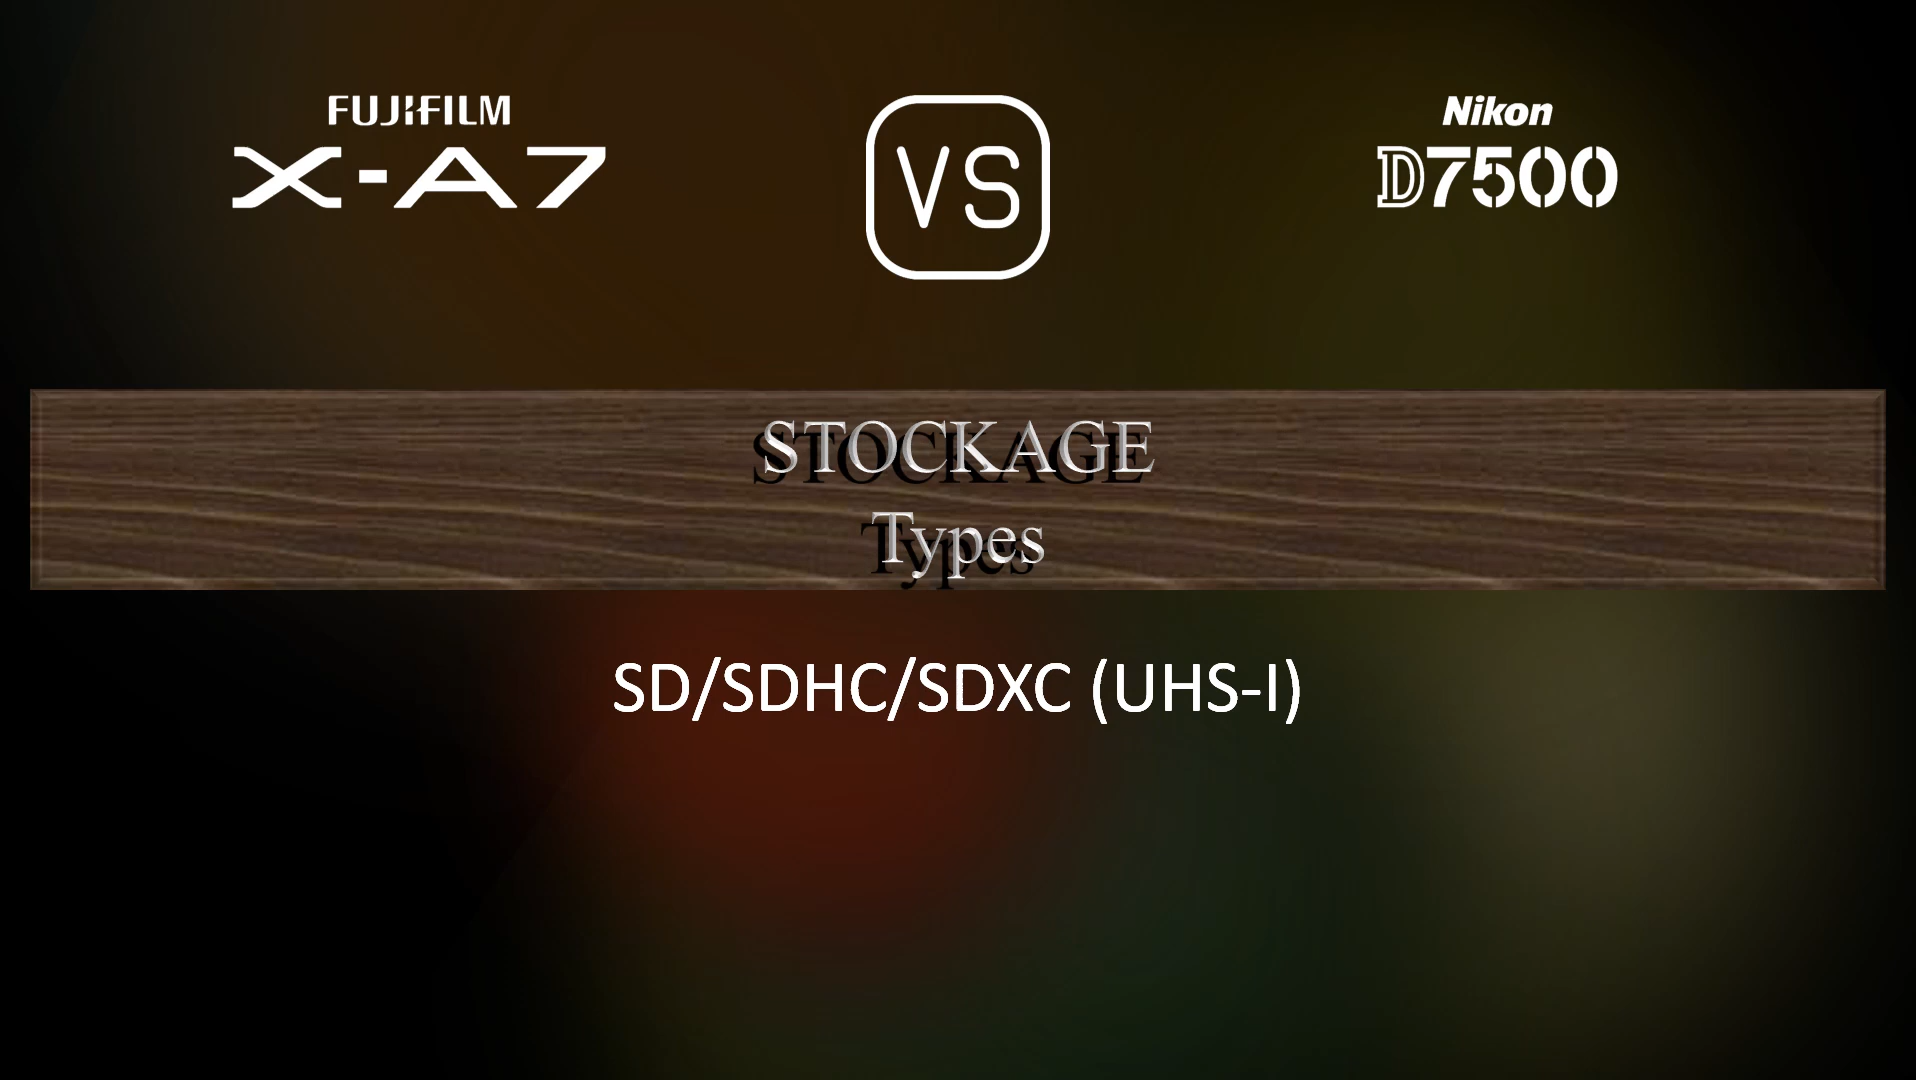 FUJIFILM
X-A7
VS
Nikon
D7500
STOCKAGE
Types
SD/SDHC/SDXC (UHS-I)